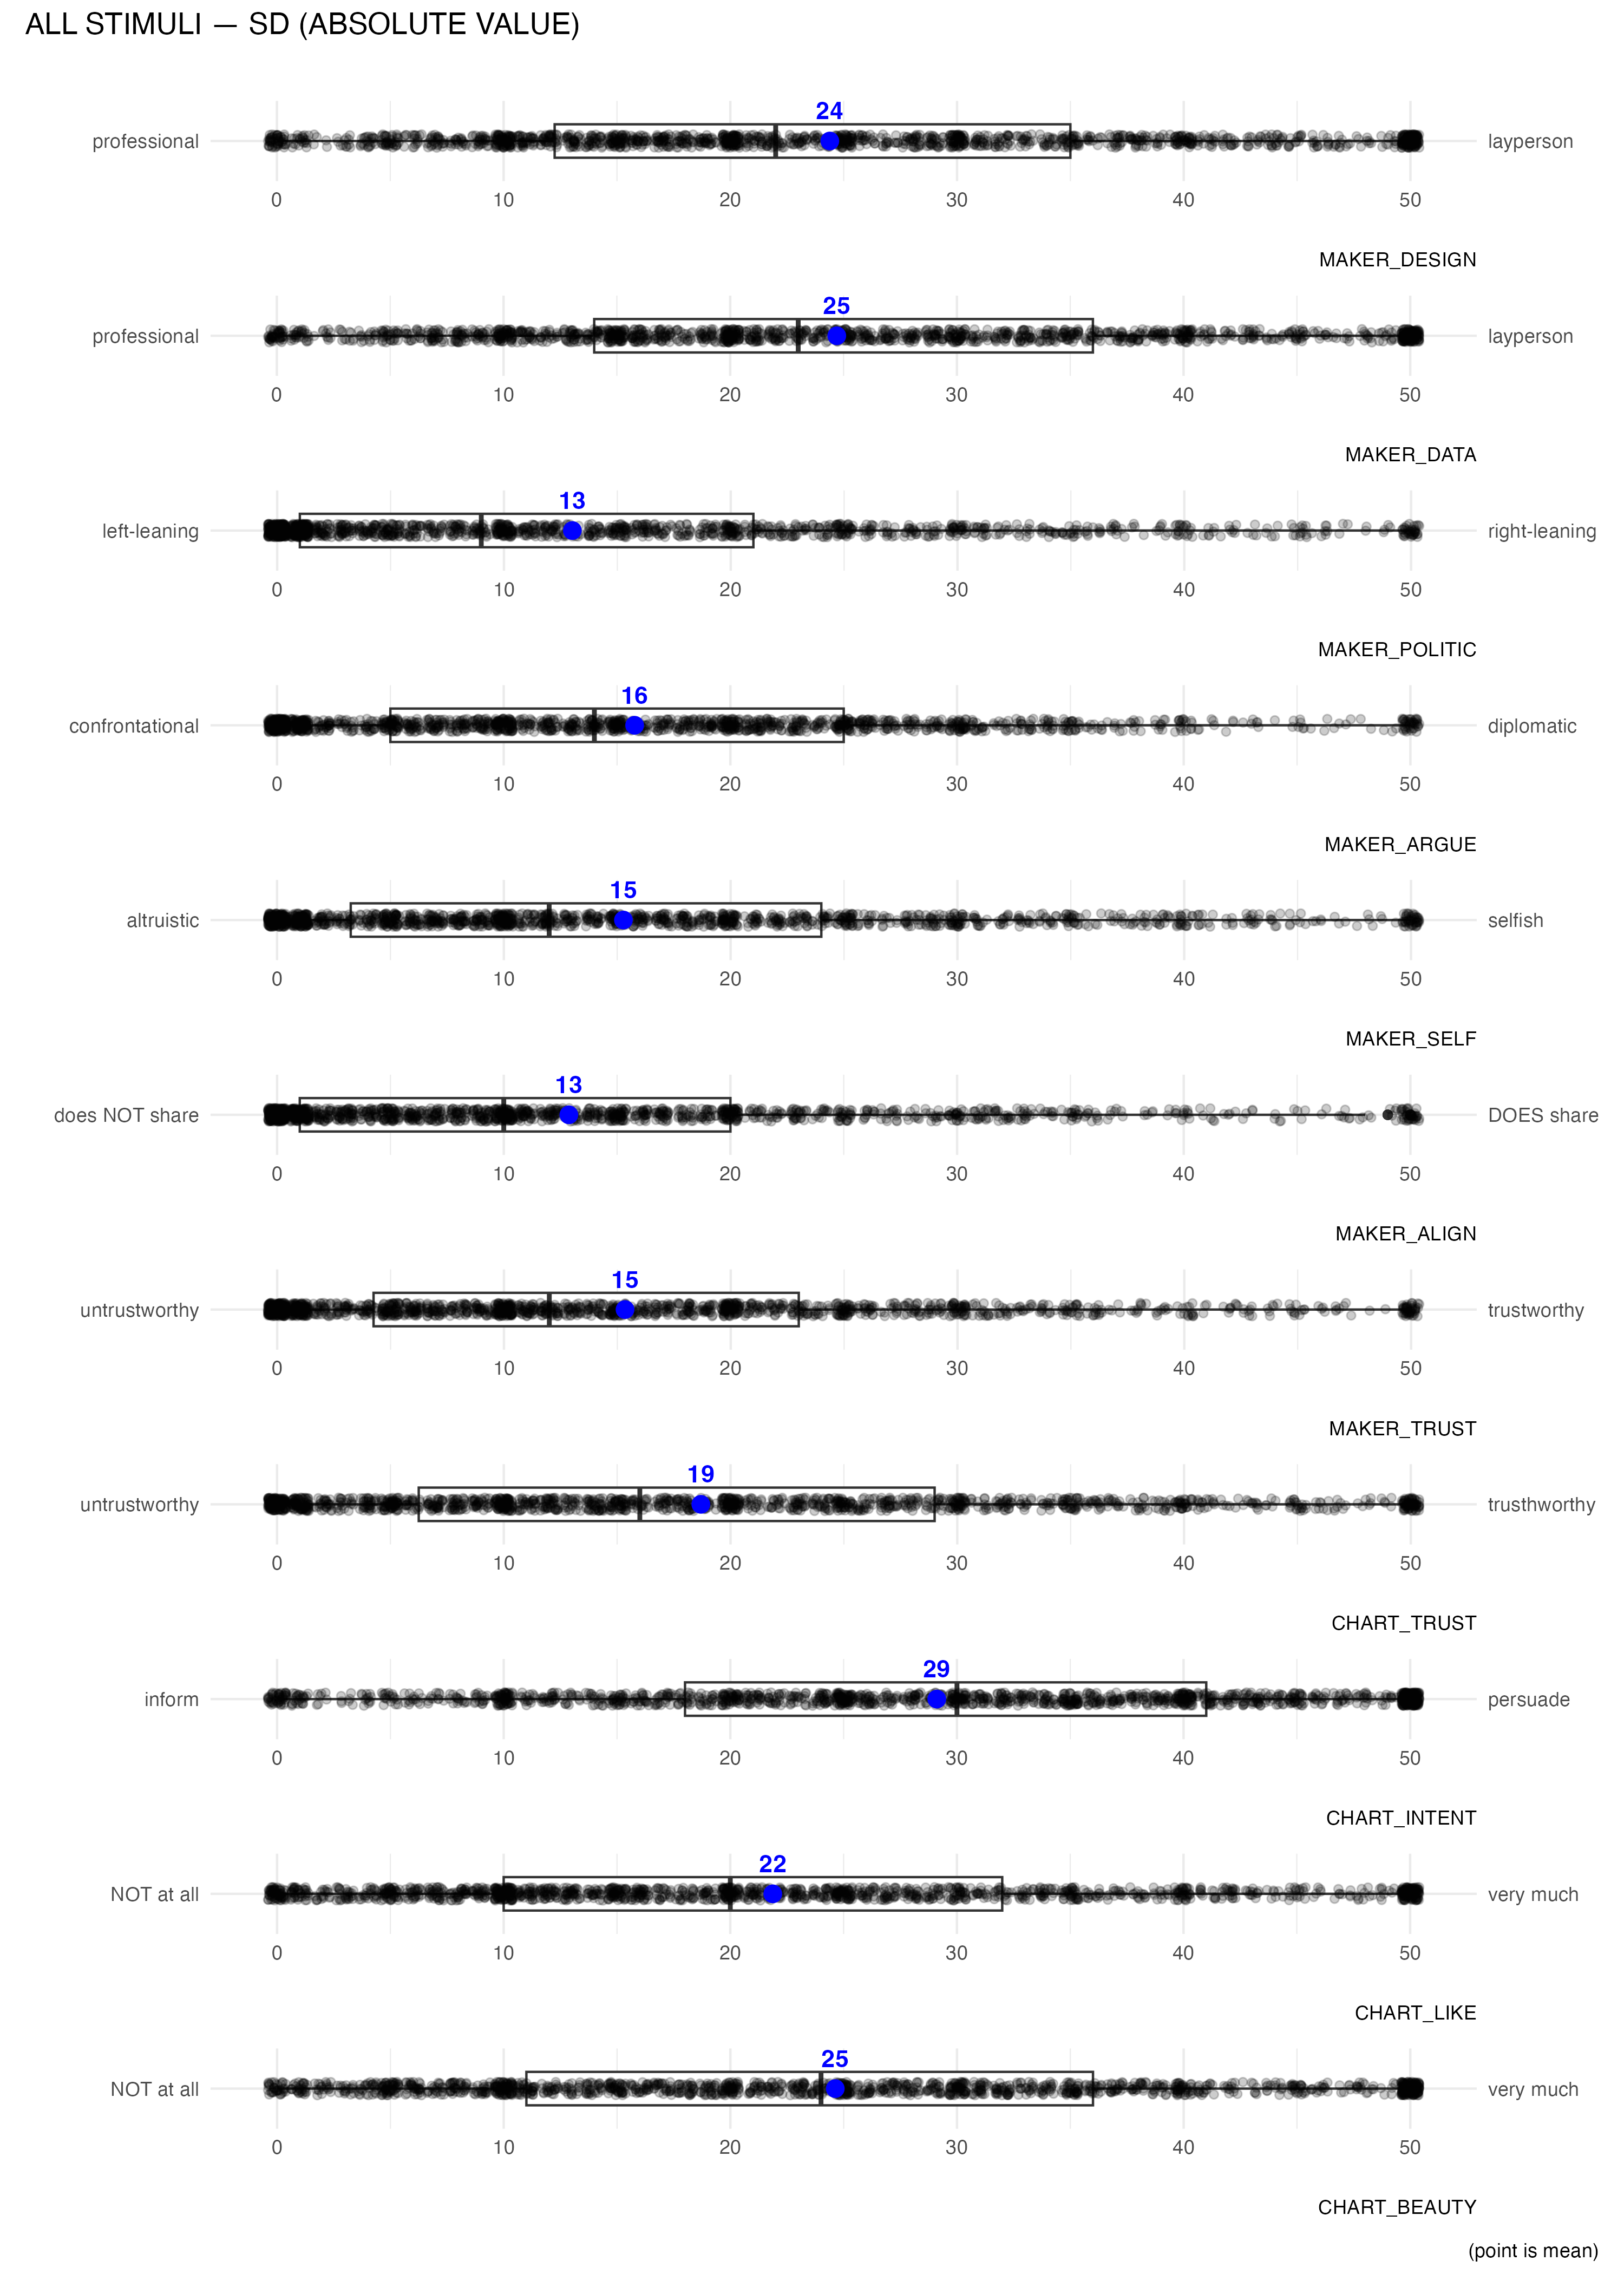 ALL STIMULI — SD (ABSOLUTE VALUE)
24
professional layperson
0 10 20 30 40 50
MAKER_DESIGN
25
professional layperson
0 10 20 30 40 50
MAKER_DATA
13
left-leaning right-leaning
0 10 20 30 40 50
MAKER_POLITIC
16
confrontational diplomatic
0 10 20 30 40 50
MAKER_ARGUE
15
altruistic selfish
0 10 20 30 40 50
MAKER_SELF
13
does NOT share DOES share
0 10 20 30 40 50
MAKER_ALIGN
15
untrustworthy trustworthy
0 10 20 30 40 50
MAKER_TRUST
19
untrustworthy trusthworthy
0 10 20 30 40 50
CHART_TRUST
29
inform persuade
0 10 20 30 40 50
CHART_INTENT
22
NOT at all very much
0 10 20 30 40 50
CHART_LIKE
25
NOT at all very much
0 10 20 30 40 50
CHART_BEAUTY
(point is mean)